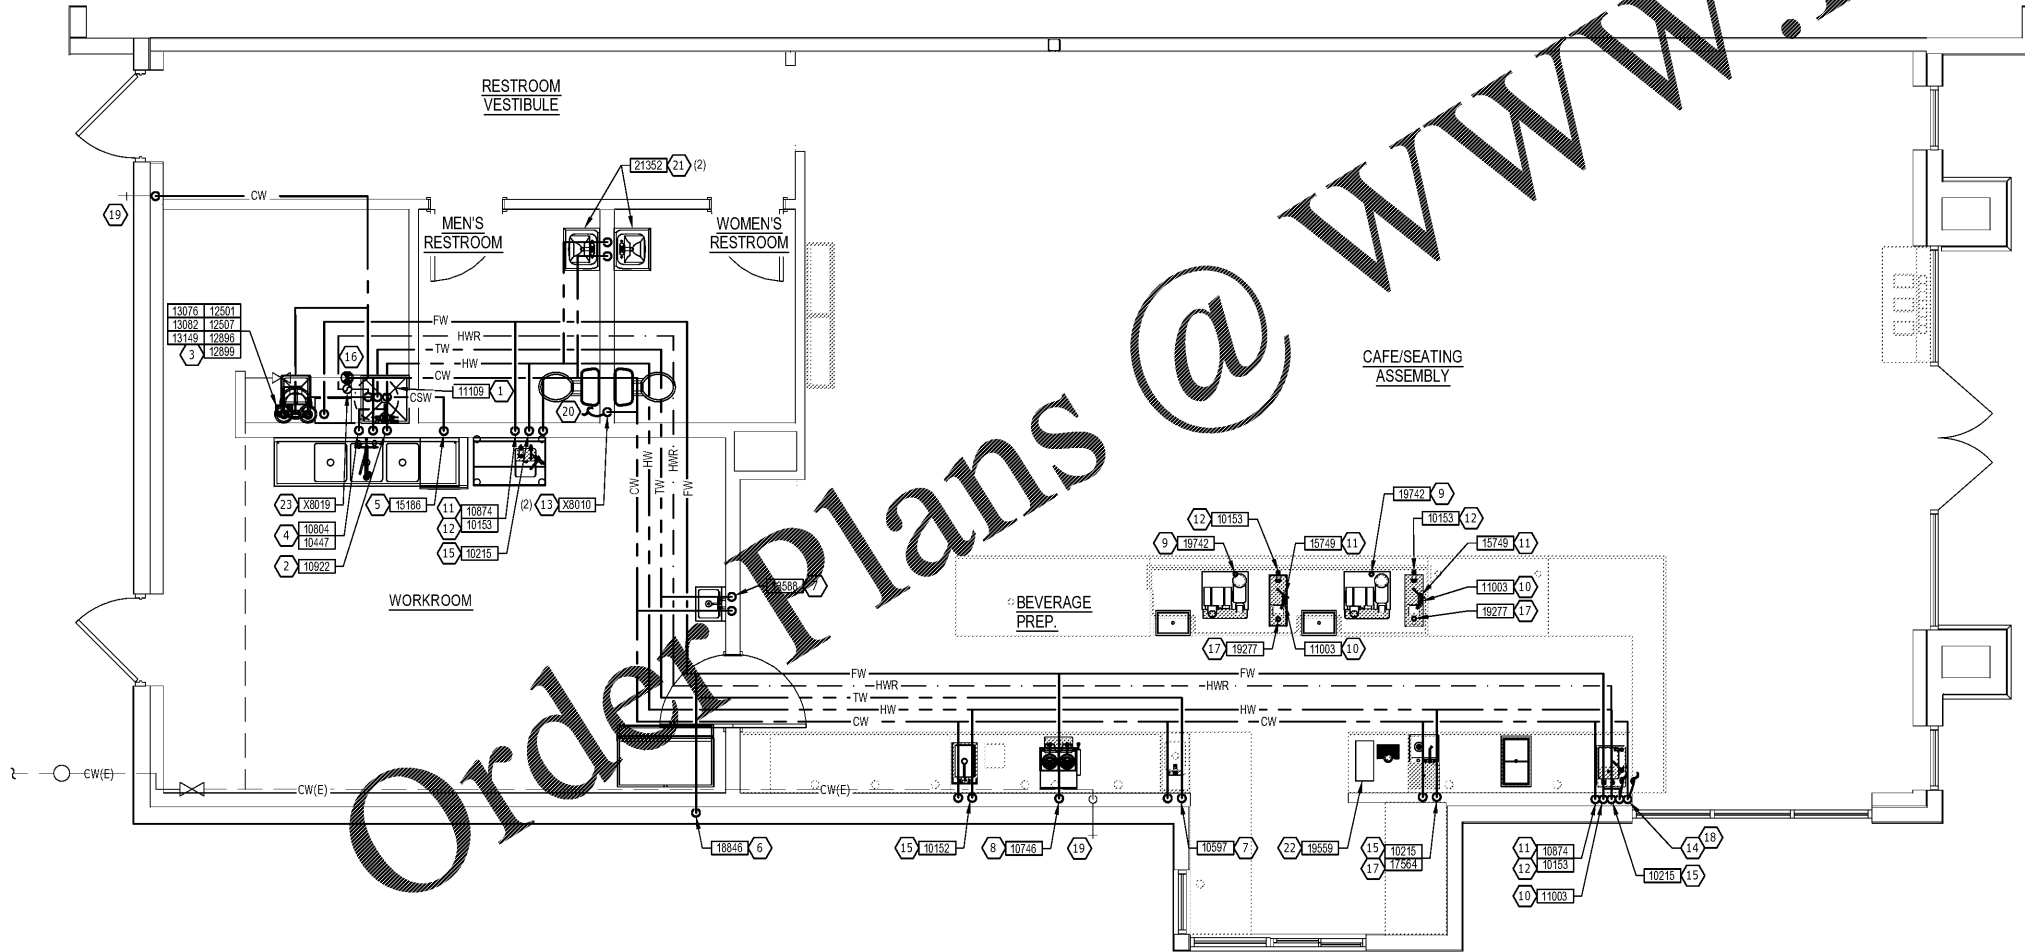 Order Plans @ www.
RESTROOM
VESTIBULE
21352 21 (2)
CW
19
MEN'S
RESTROOM
WOMEN'S
RESTROOM
13076 12501
13082 12507
13149 12896
3 12899
16
FW
HWR
TW
HW
CW
11109 1
CSW
20
CAFE/SEATING
ASSEMBLY
CW
HW
TW
HWR
FW
23 X8019
5 15186
11 10874
12 10153
(2) 13 X8010
4 10804
10447
15 10215
2 10922
19742 9
12 10153
10153 12
9 19742
15749 11
15749 11
11003 10
19277 17
WORKROOM
7
BEVERAGE
PREP.
17 19277
11003 10
FW
HWR
TW
HW
CW
FW
HWR
HW
CW
CW(E)
CW(E)
CW(E)
18846 6
15 10152
8 10746
19
10597 7
22 19559
15 10215
17 17564
11 10874
12 10153
14 18
10215 15
10 11003